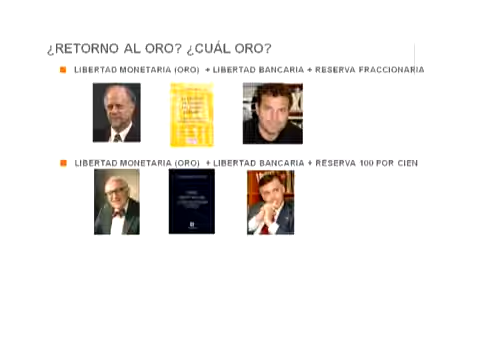 ¿RETORNO AL ORO? ¿CUÁL ORO?
LIBERTAD MONETARIA (ORO) + LIBERTAD BANCARIA + RESERVA FRACCIONARIA
LIBERTAD MONETARIA (ORO) + LIBERTAD BANCARIA + RESERVA 100 POR CIEN